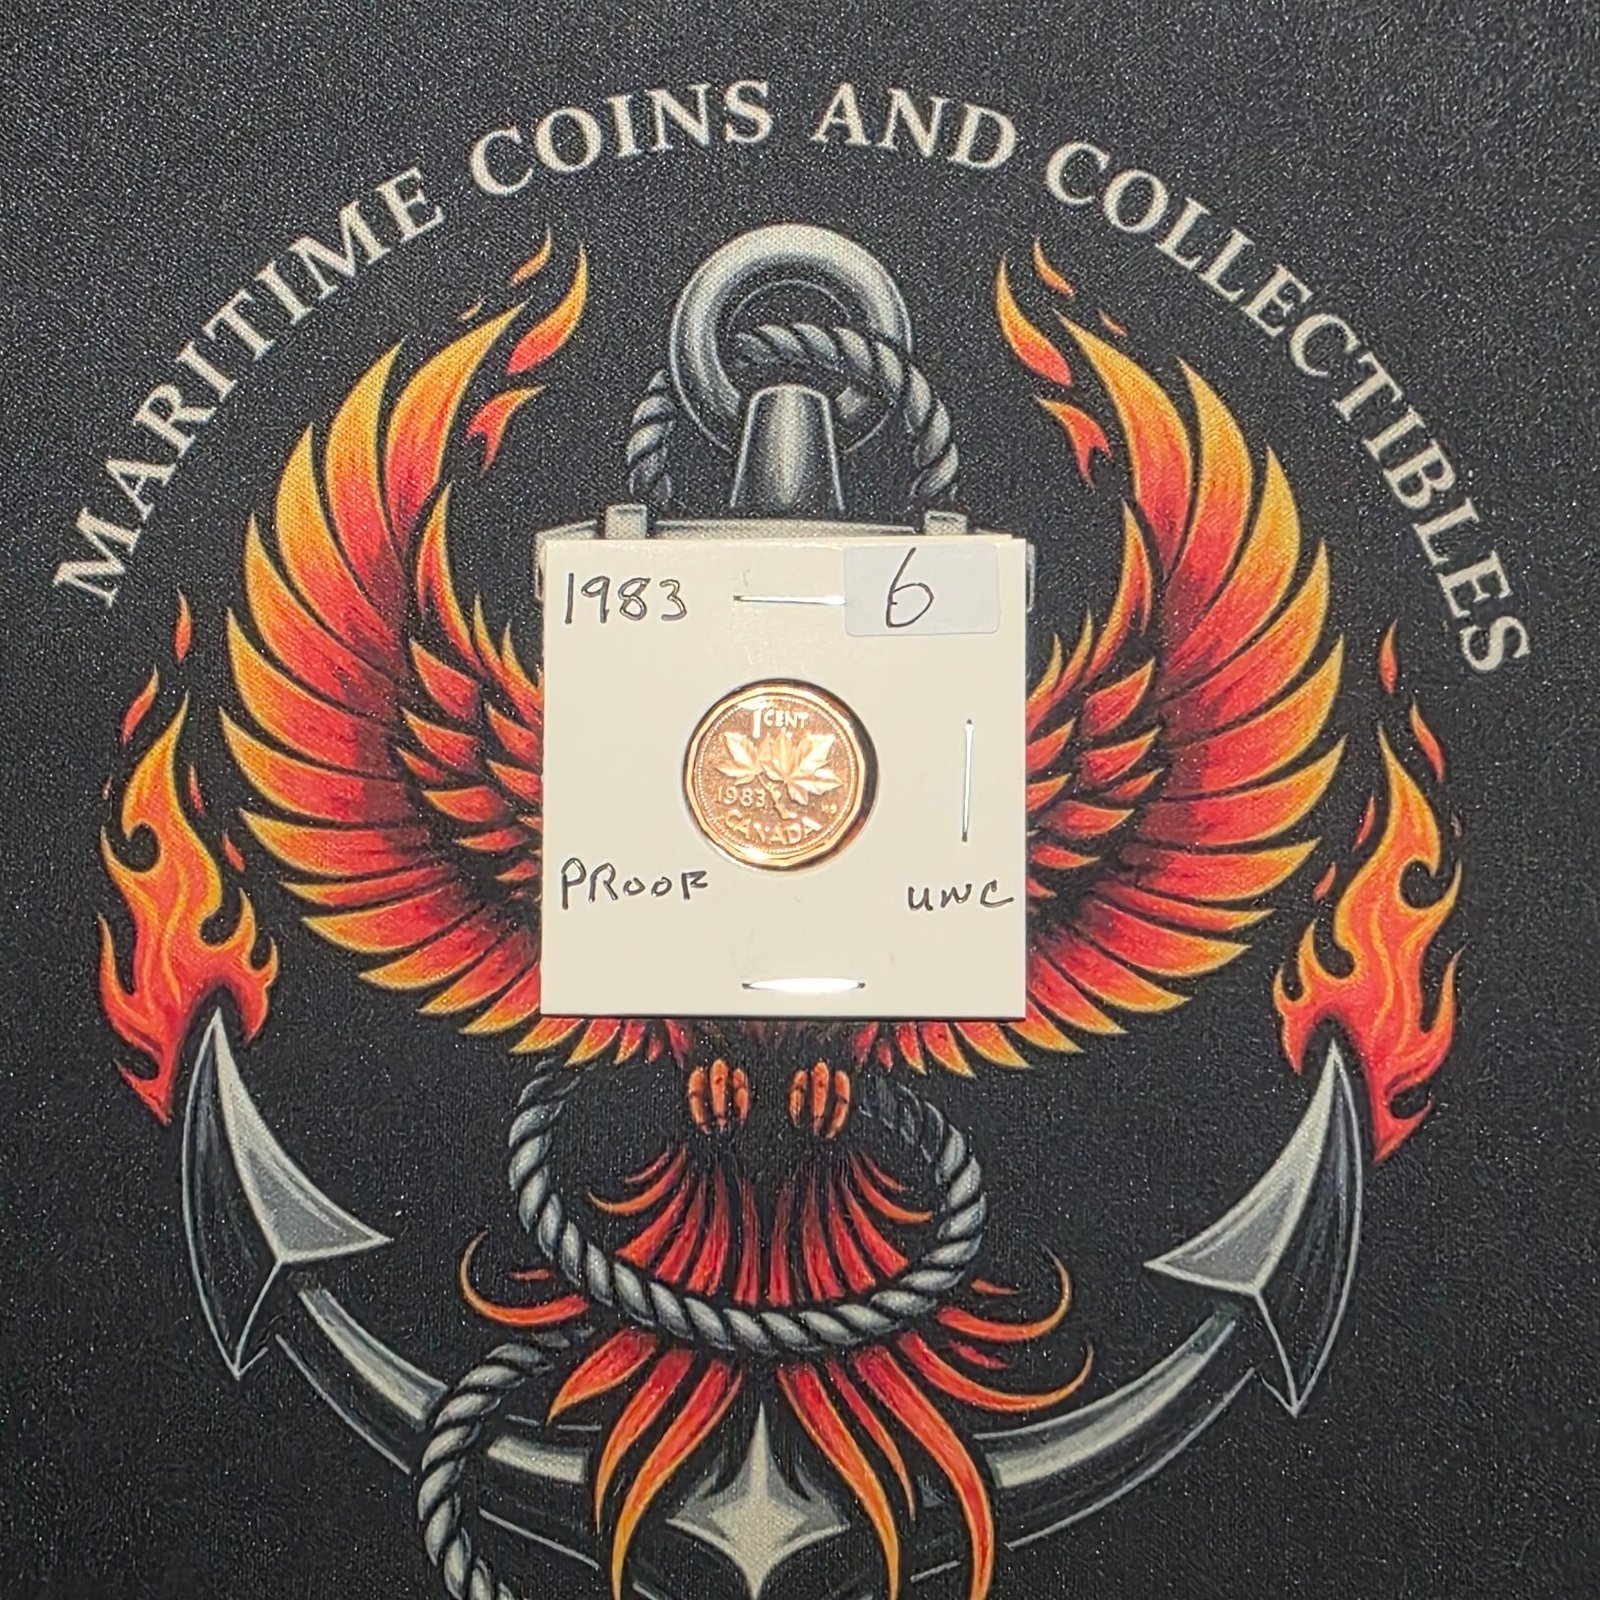 MARITIME COINS AND COLLECTIBLES
1983
6
1 CENT
1983
CANADA
PROOF
UNC